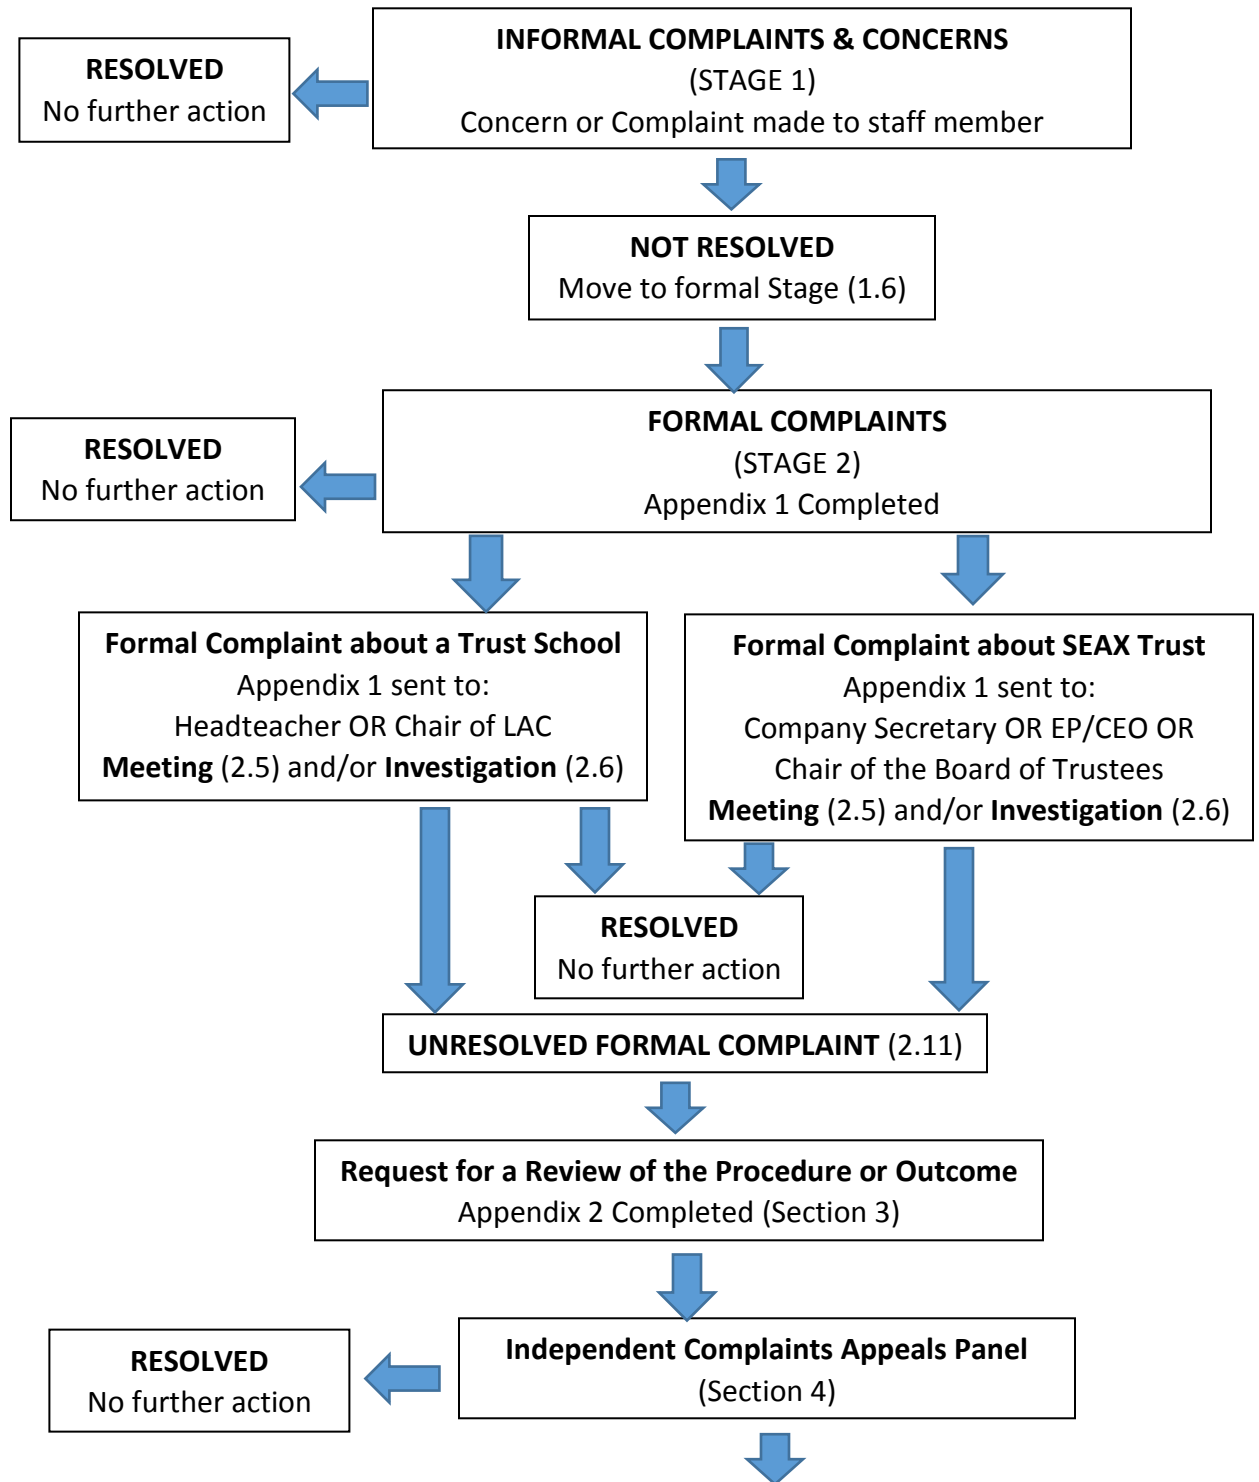 INFORMAL COMPLAINTS & CONCERNS
(STAGE 1)
Concern or Complaint made to staff member
RESOLVED
No further action
NOT RESOLVED
Move to formal Stage (1.6)
FORMAL COMPLAINTS
(STAGE 2)
Appendix 1 Completed
RESOLVED
No further action
Formal Complaint about a Trust School
Appendix 1 sent to:
Headteacher OR Chair of LAC
Meeting (2.5) and/or Investigation (2.6)
Formal Complaint about SEAX Trust
Appendix 1 sent to:
Company Secretary OR EP/CEO OR
Chair of the Board of Trustees
Meeting (2.5) and/or Investigation (2.6)
RESOLVED
No further action
UNRESOLVED FORMAL COMPLAINT (2.11)
Request for a Review of the Procedure or Outcome
Appendix 2 Completed (Section 3)
Independent Complaints Appeals Panel
(Section 4)
RESOLVED
No further action